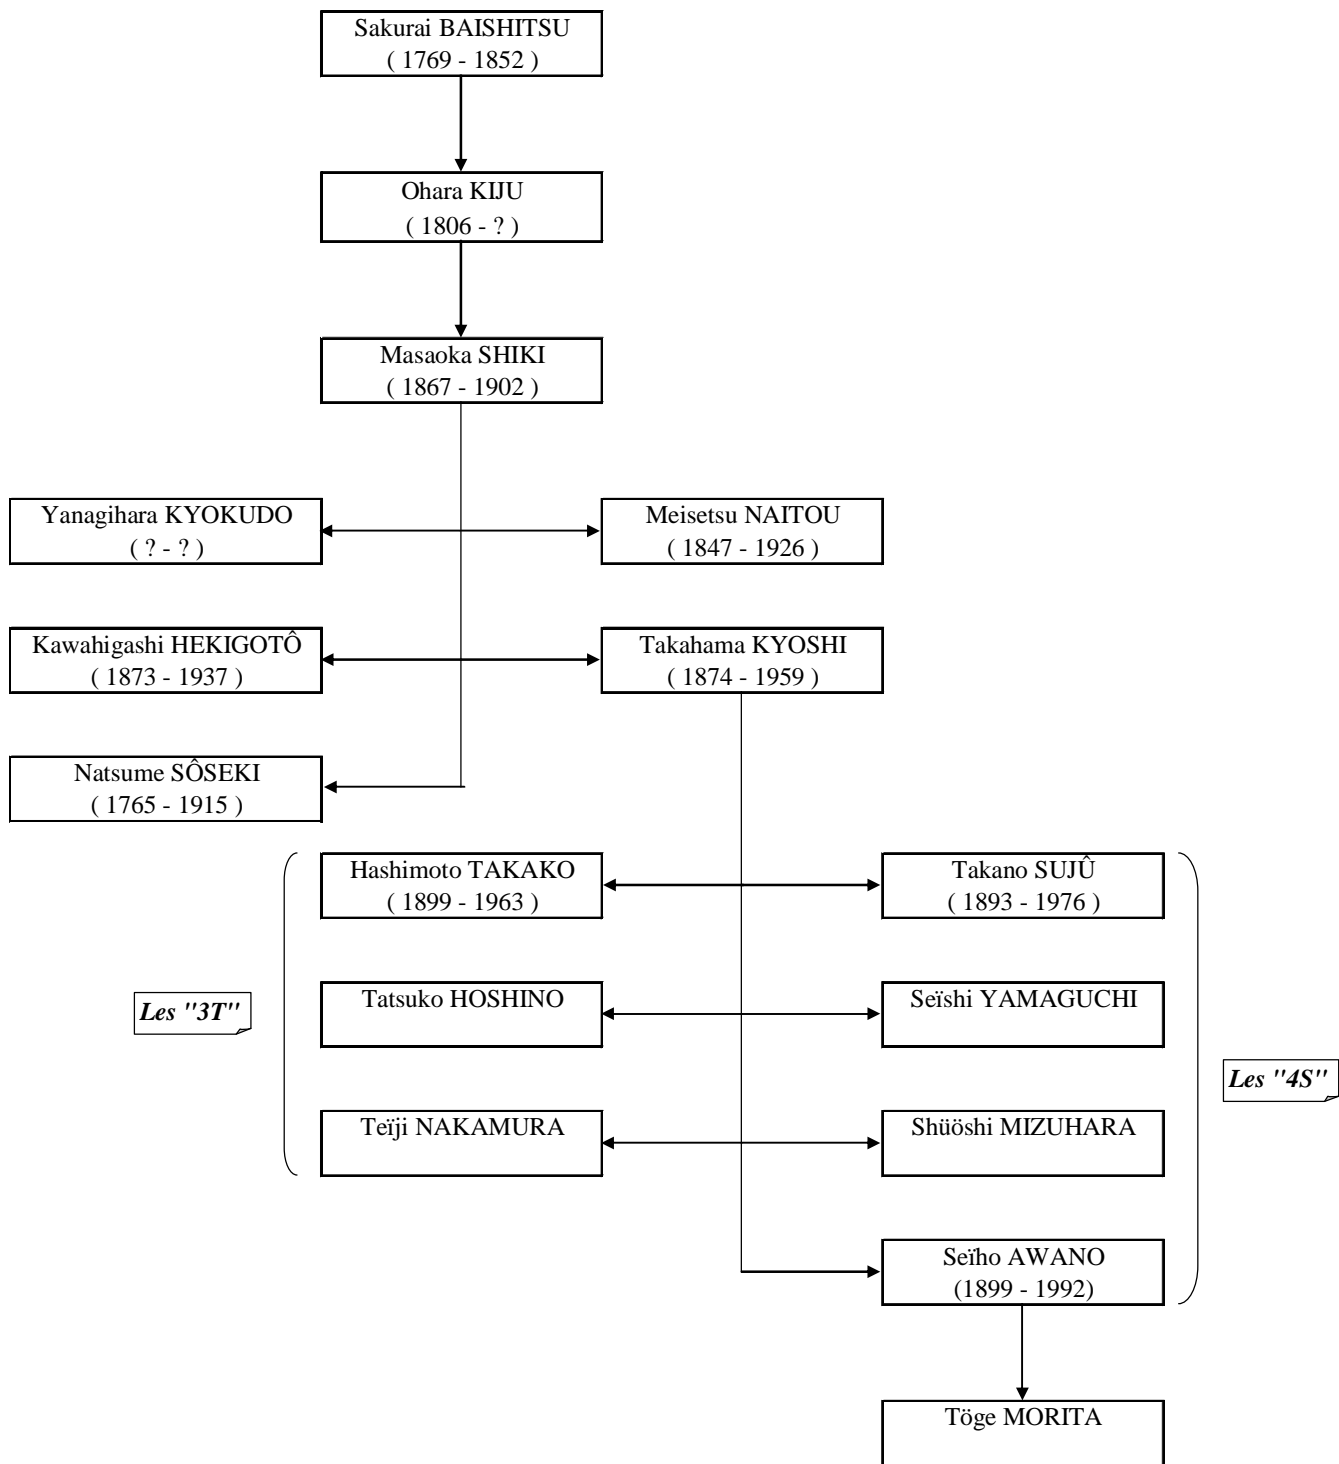 Sakurai BAISHITSU
( 1769 - 1852 )
Ohara KIJU
( 1806 - ? )
Masaoka SHIKI
( 1867 - 1902 )
Yanagihara KYOKUDO
( ? - ? )
Meisetsu NAITOU
( 1847 - 1926 )
Kawahigashi HEKIGOTÔ
( 1873 - 1937 )
Takahama KYOSHI
( 1874 - 1959 )
Natsume SÔSEKI
( 1765 - 1915 )
Hashimoto TAKAKO
( 1899 - 1963 )
Takano SUJÛ
( 1893 - 1976 )
Les "3T"
Tatsuko HOSHINO
Seïshi YAMAGUCHI
Les "4S"
Teïji NAKAMURA
Shüöshi MIZUHARA
Seïho AWANO
(1899 - 1992)
Töge MORITA